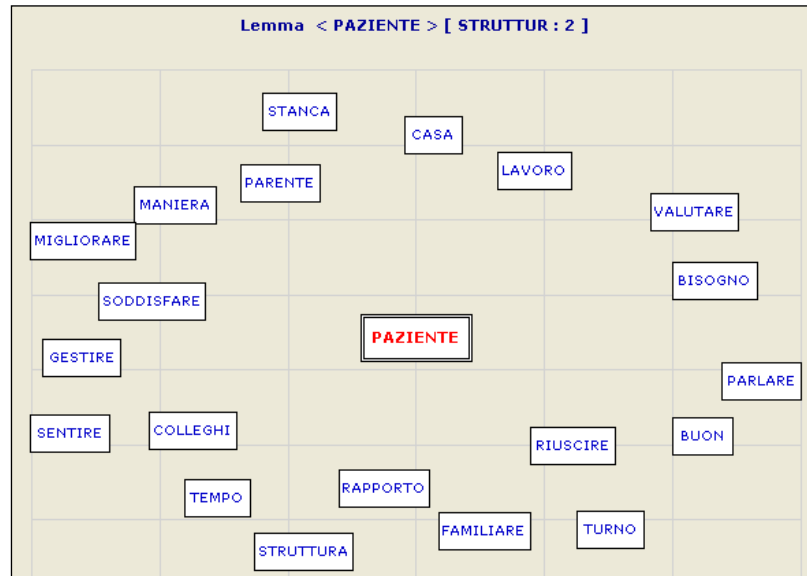 Lemma < PAZIENTE > [ STRUTTUR : 2 ]
STANCA
CASA
LAVORO
PARENTE
MANIERA
VALUTARE
MIGLIORARE
BISOGNO
SODDISFARE
PAZIENTE
GESTIRE
PARLARE
COLLEGHI
SENTIRE
BUON
RIUSCIRE
RAPPORTO
TEMPO
FAMILIARE
TURNO
STRUTTURA